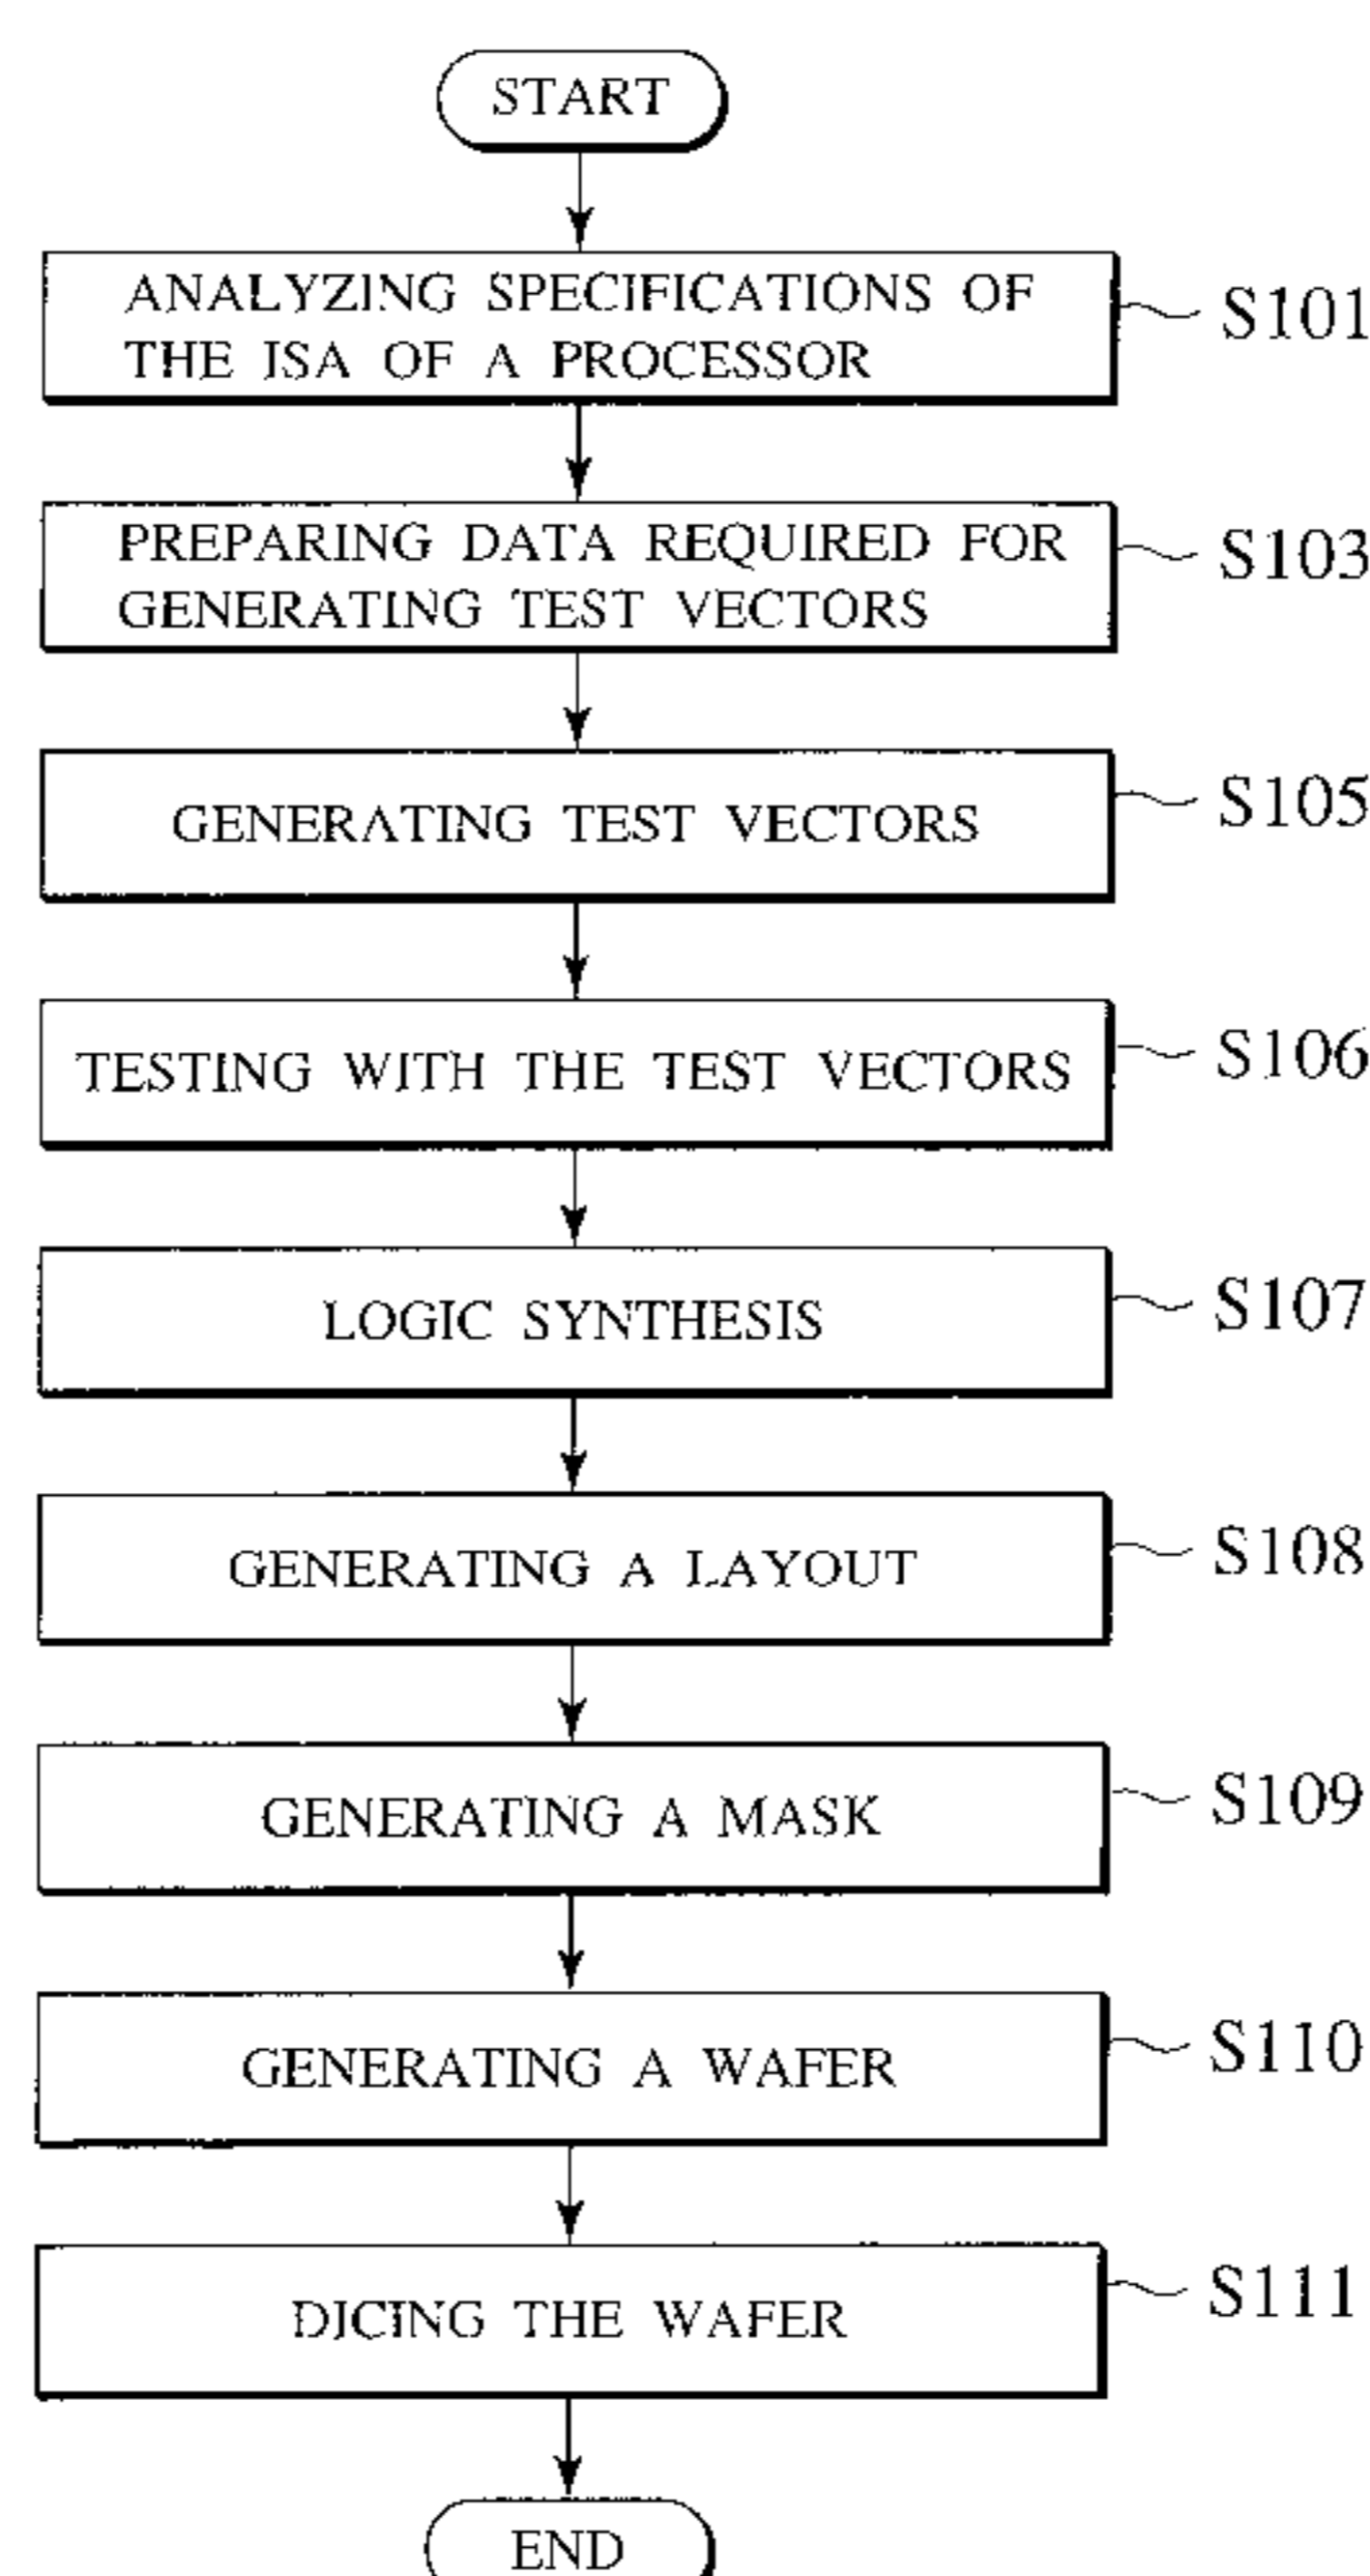 START
ANALYZING SPECIFICATIONS OF
THE ISA OF A PROCESSOR
S101
PREPARING DATA REQUIRED FOR
GENERATING TEST VECTORS
S103
GENERATING TEST VECTORS
S105
TESTING WITH THE TEST VECTORS
S106
LOGIC SYNTHESIS
S107
GENERATING A LAYOUT
S108
GENERATING A MASK
S109
GENERATING A WAFER
S110
DICING THE WAFER
S111
END